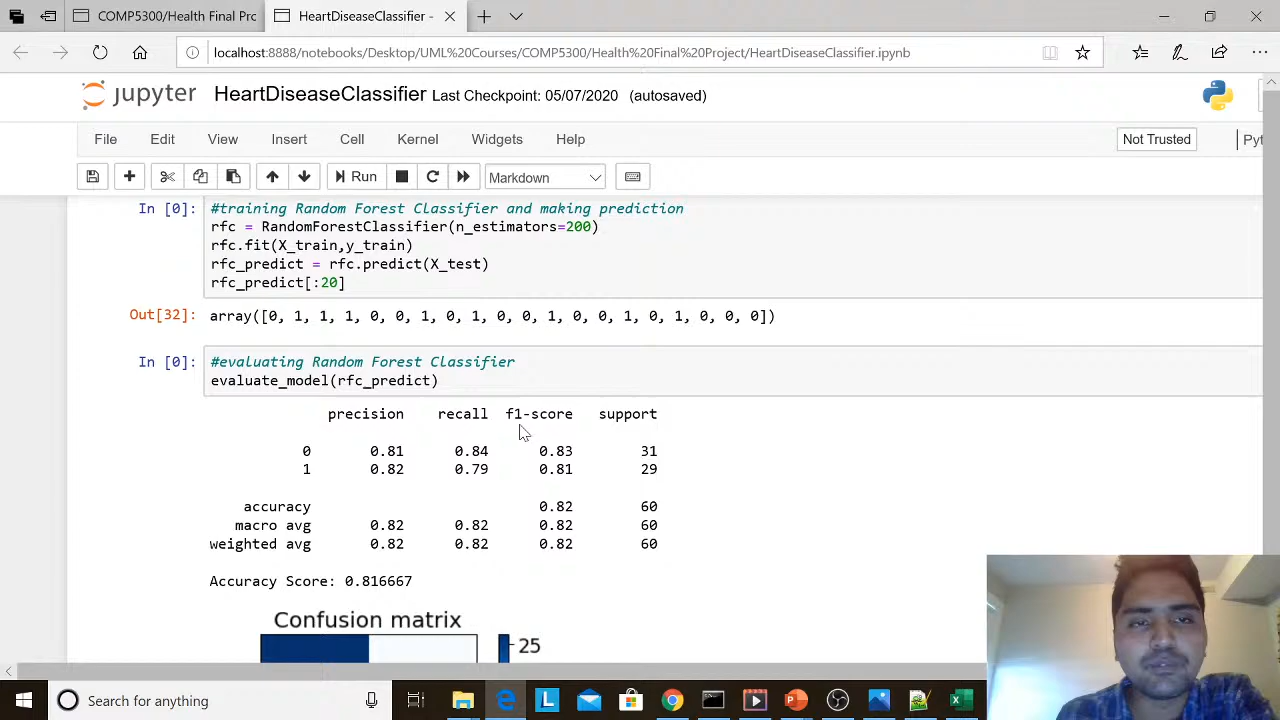 COMP5300/Health Final Pro
HeartDiseaseClassifier -
localhost:8888/notebooks/Desktop/UML%20Courses/COMP5300/Health%20Final%20Project/HeartDiseaseClassifier.ipynb
jupyter HeartDiseaseClassifier Last Checkpoint: 05/07/2020 (autosaved)
File Edit View Insert Cell Kernel Widgets Help Not Trusted Pyt
Run Markdown
In [0]: #training Random Forest Classifier and making prediction
rfc = RandomForestClassifier(n_estimators=200)
rfc.fit(X_train,y_train)
rfc_predict = rfc.predict(X_test)
rfc_predict[:20]
Out[32]: array([0, 1, 1, 1, 0, 0, 1, 0, 1, 0, 0, 1, 0, 0, 1, 0, 1, 0, 0, 0])
In [0]: #evaluating Random Forest Classifier
evaluate_model(rfc_predict)
precision recall f1-score support
0 0.81 0.84 0.83 31
1 0.82 0.79 0.81 29
accuracy 0.82 60
macro avg 0.82 0.82 0.82 60
weighted avg 0.82 0.82 0.82 60
Accuracy Score: 0.816667
Confusion matrix
25
Search for anything